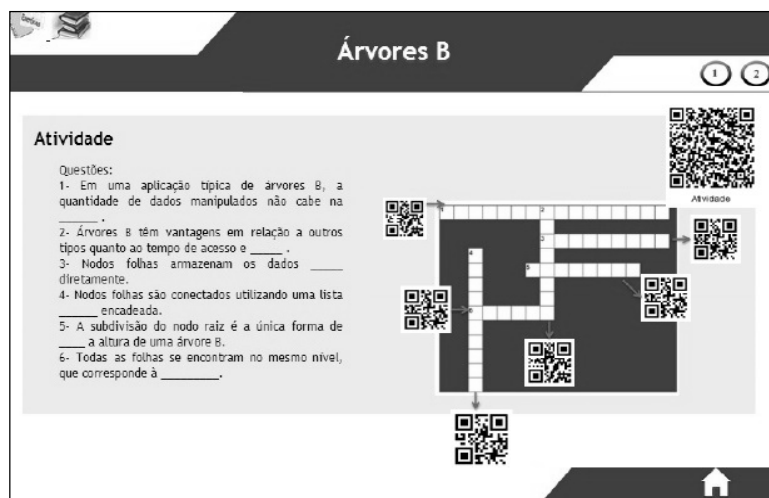 Árvores B
1
2
Atividade
Questões:
1- Em uma aplicação típica de árvores B, a
quantidade de dados manipulados não cabe na
______ .
2- Árvores B têm vantagens em relação a outros
tipos quanto ao tempo de acesso e _____ .
3- Nodos folhas armazenam os dados _____
diretamente.
4- Nodos folhas são conectados utilizando uma lista
______ encadeada.
5- A subdivisão do nodo raiz é a única forma de
____ a altura de uma árvore B.
6- Todas as folhas se encontram no mesmo nível,
que corresponde à _________.
Atividade
1
2
3
4
5
6